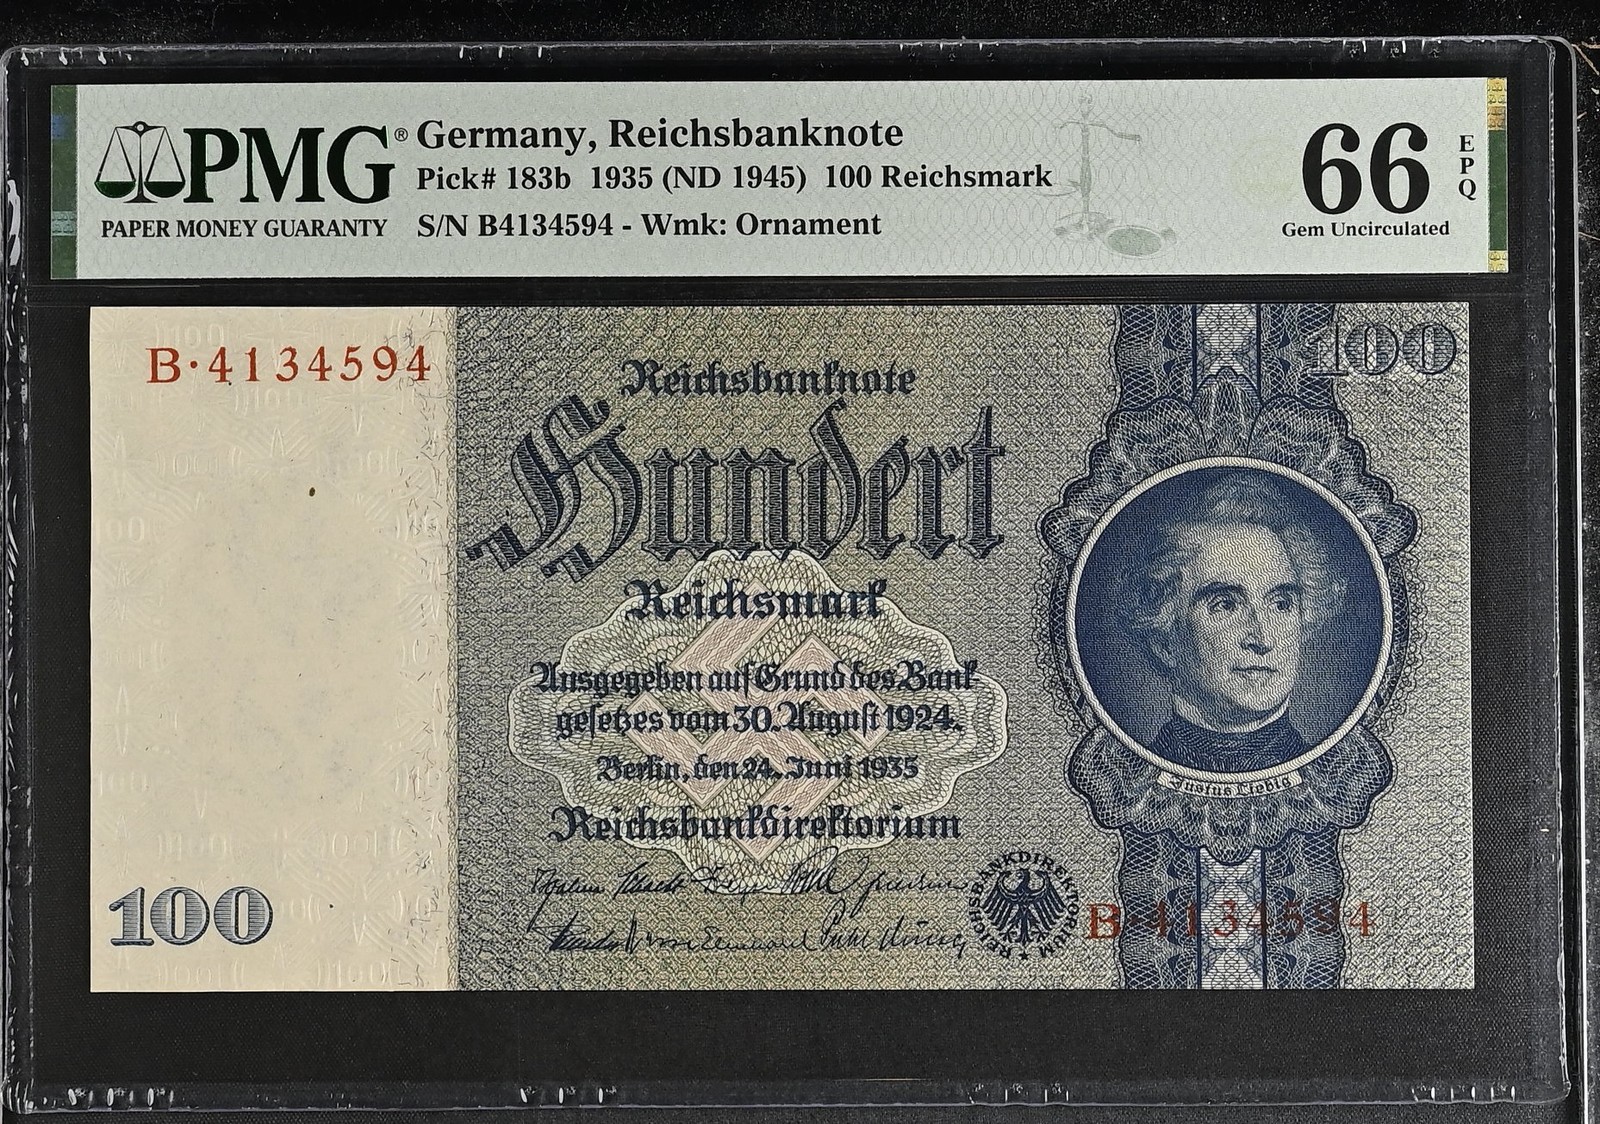 PMG®
PAPER MONEY GUARANTY
Germany, Reichsbanknote
Pick# 183b 1935 (ND 1945) 100 Reichsmark
S/N B4134594 - Wmk: Ornament
66
EPQ
Gem Uncirculated
B·4134594
100
Reichsbanknote
Hundert
Reichsmark
Ausgegeben auf Grund des Bank
gesetzes vom 30. August 1924.
Berlin, den 24. Juni 1935
Reichsbankdirektorium
Justus Liebig
REICHSBANKDIREKTORIUM
B·4134594
100